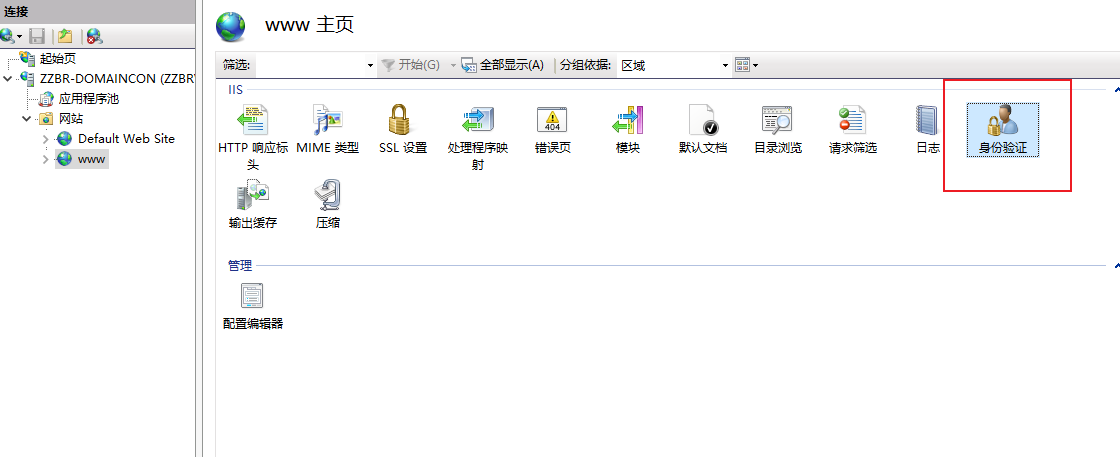 连接
起始页
ZZBR-DOMAINCON (ZZBR
应用程序池
网站
Default Web Site
www
www 主页
筛选: 开始(G) 全部显示(A) 分组依据: 区域
IIS
HTTP 响应标头
MIME 类型
SSL 设置
处理程序映射
404
错误页
模块
默认文档
目录浏览
请求筛选
日志
身份验证
输出缓存
压缩
管理
配置编辑器